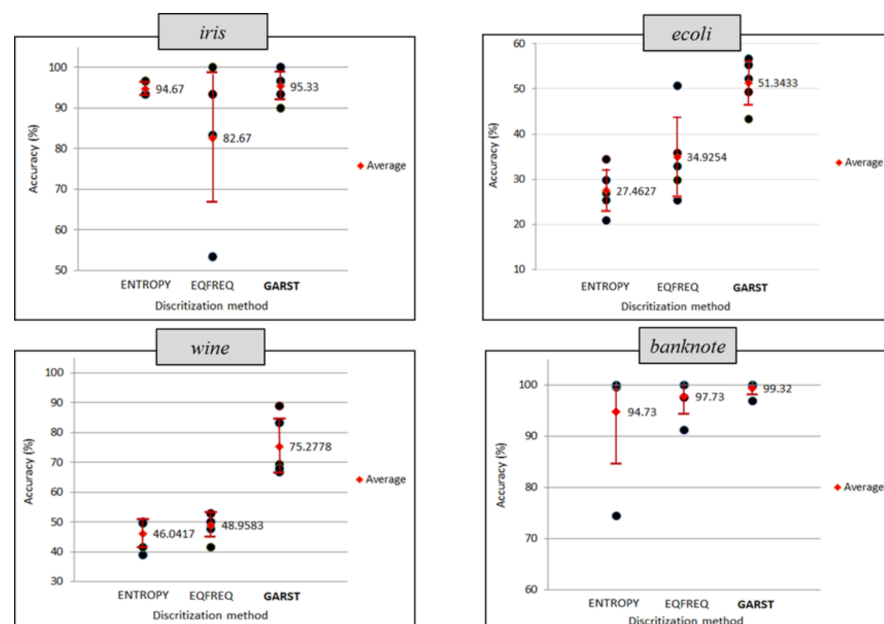 iris
100
90
80
70
60
50
Accuracy (%)
94.67
82.67
95.33
Average
ENTROPY EQFREQ GARST
Discritization method
ecoli
60
50
40
30
20
10
Accuracy (%)
27.4627
34.9254
51.3433
Average
ENTROPY EQFREQ GARST
Discritization method
wine
100
90
80
70
60
50
40
30
Accuracy (%)
46.0417
48.9583
75.2778
Average
ENTROPY EQFREQ GARST
Discritization method
banknote
100
90
80
70
60
Accuracy (%)
94.73
97.73
99.32
Average
ENTROPY EQFREQ GARST
Discritization method